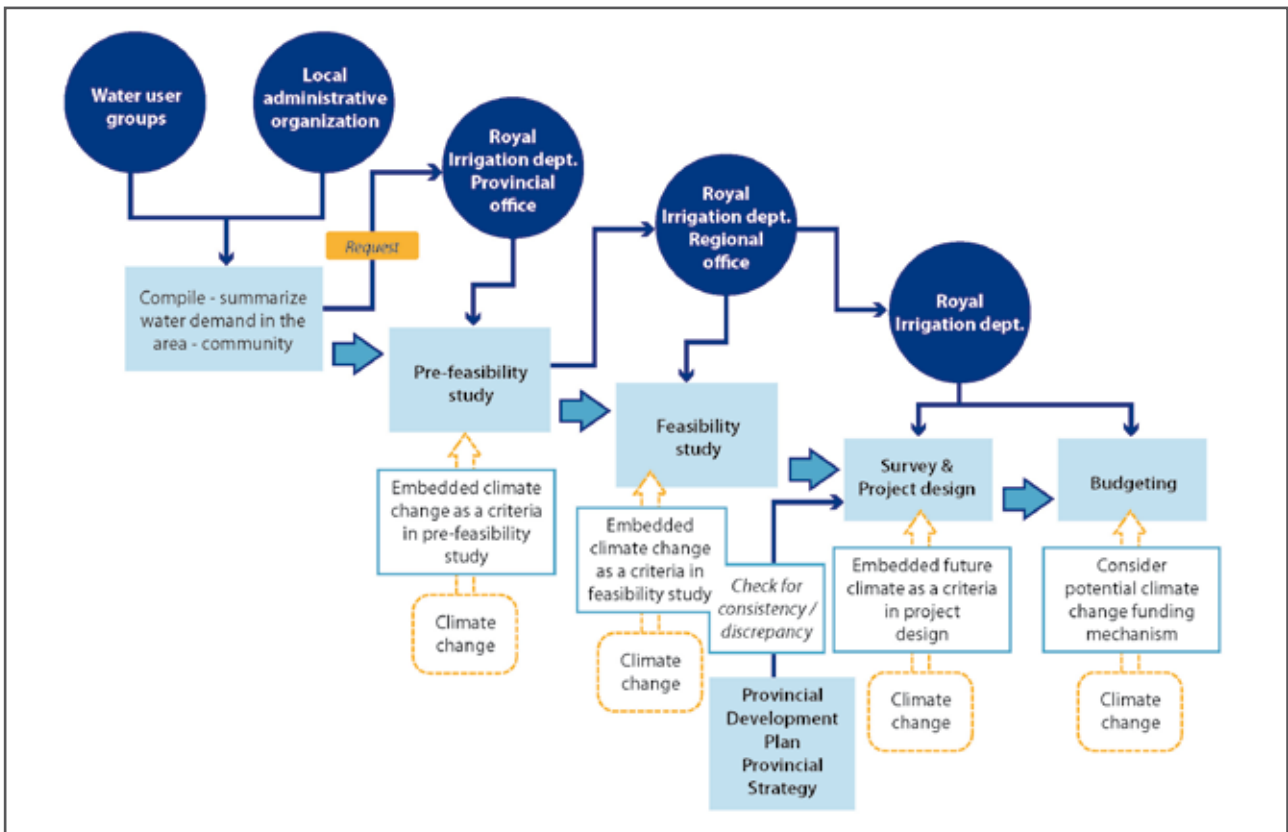 Water user
groups
Local
administrative
organization
Royal
Irrigation dept.
Provincial
office
Royal
Irrigation dept.
Regional
office
Royal
Irrigation dept.
Request
Compile - summarize
water demand in the
area - community
Pre-feasibility
study
Feasibility
study
Survey &
Project design
Budgeting
Embedded climate
change as a criteria
in pre-feasibility
study
Embedded
climate change
as a criteria in
feasibility study
Check for
consistency /
discrepancy
Embedded future
climate as a criteria
in project
design
Consider
potential climate
change funding
mechanism
Climate
change
Climate
change
Provincial
Development
Plan
Provincial
Strategy
Climate
change
Climate
change